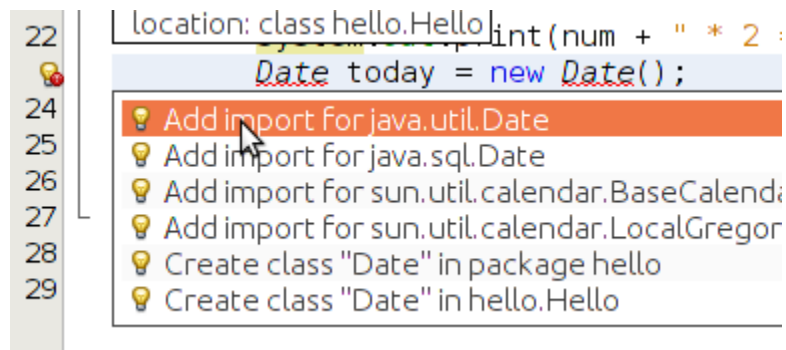 location: class hello.Hello
22 print(num + " * 2
Date today = new Date();
24 Add import for java.util.Date
25 Add import for java.sql.Date
26 Add import for sun.util.calendar.BaseCalenda
27 Add import for sun.util.calendar.LocalGregor
28 Create class "Date" in package hello
29 Create class "Date" in hello.Hello